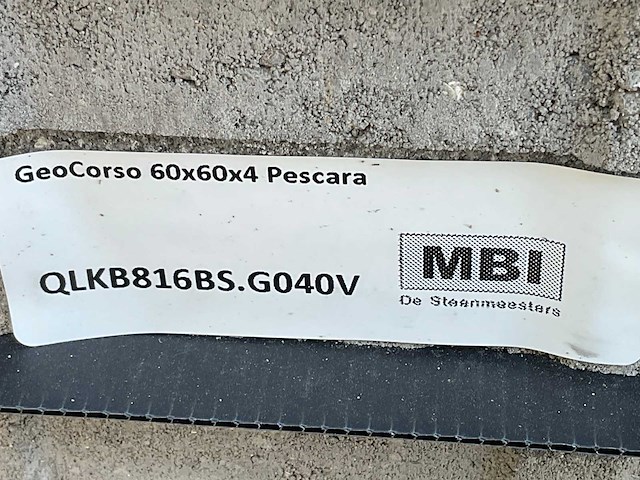 GeoCorso 60x60x4 Pescara
QLKB816BS.G040V
MBI
De Steenmeesters